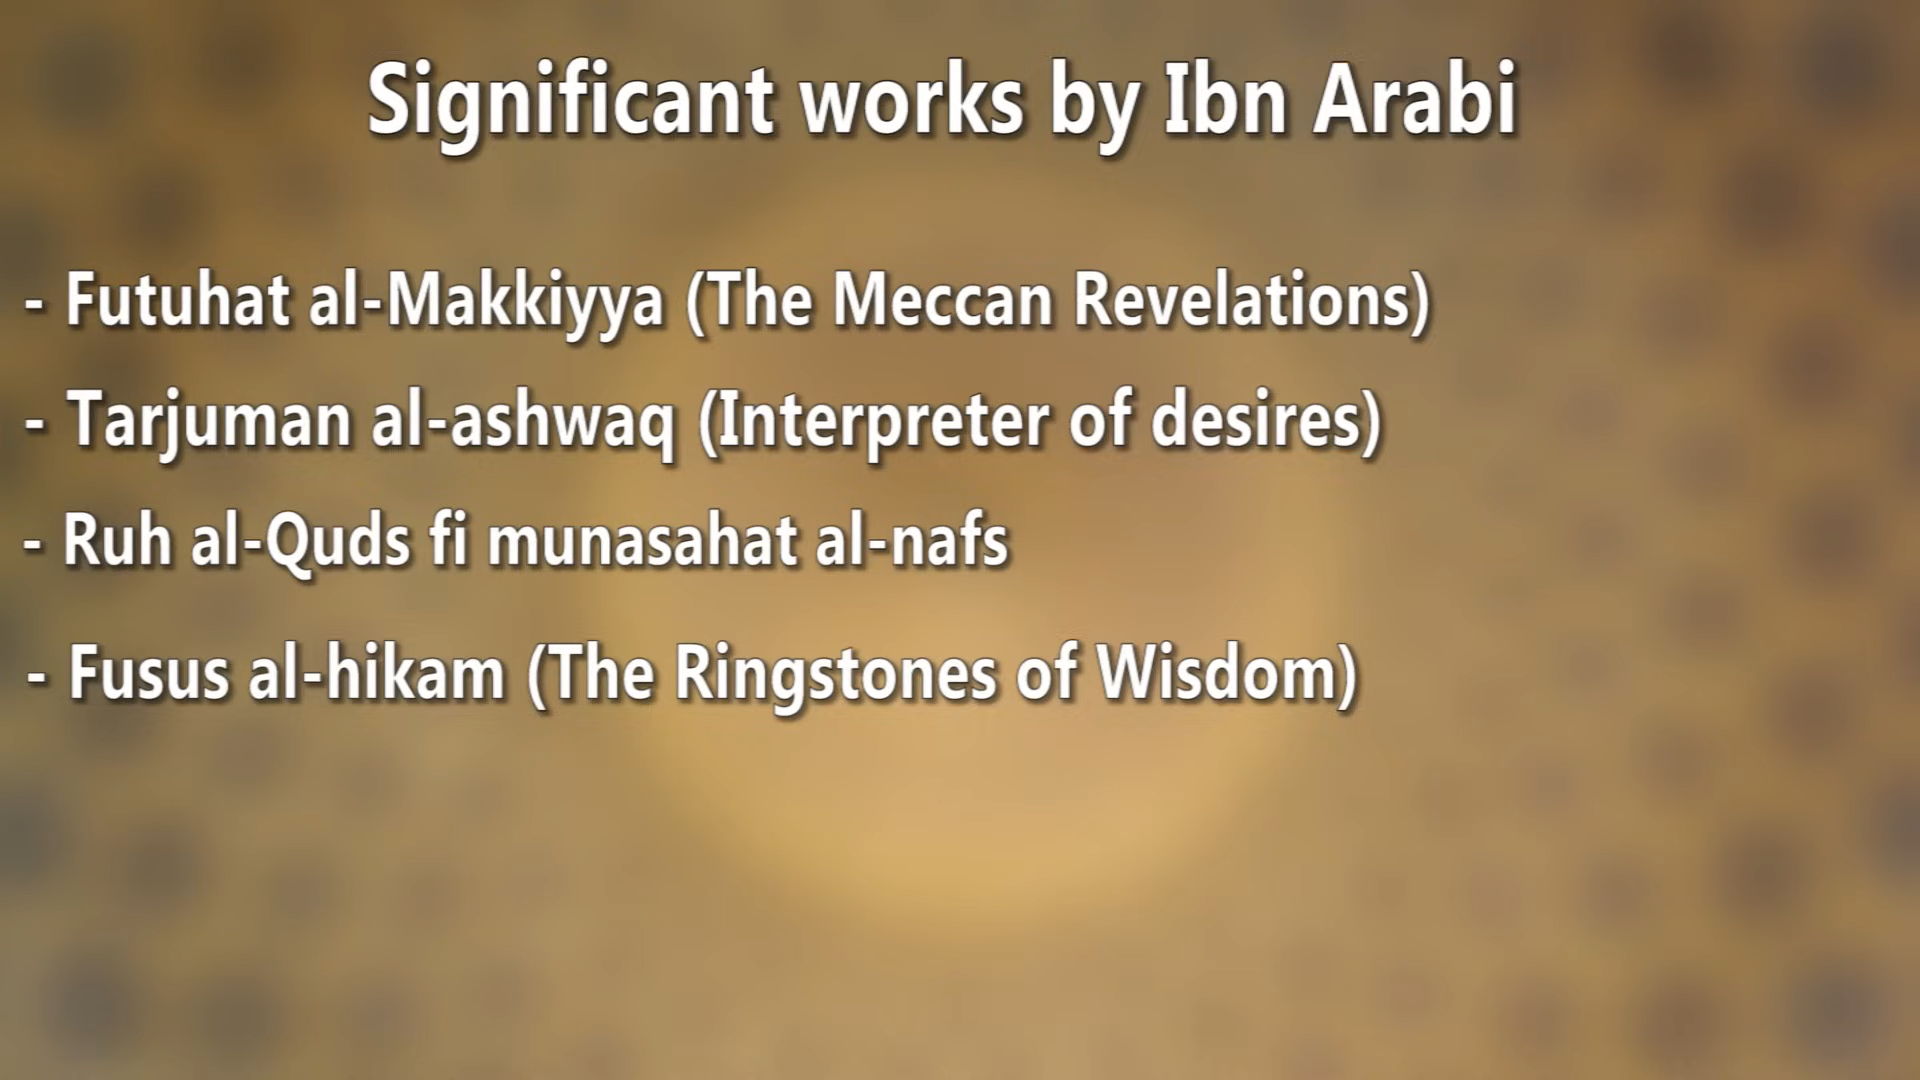 Significant works by Ibn Arabi
- Futuhat al-Makkiyya (The Meccan Revelations)
- Tarjuman al-ashwaq (Interpreter of desires)
- Ruh al-Quds fi munasahat al-nafs
- Fusus al-hikam (The Ringstones of Wisdom)